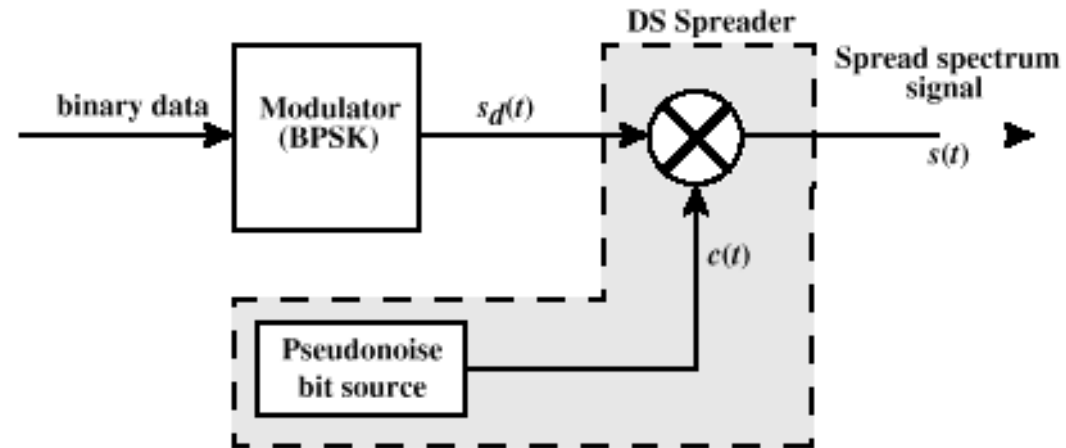 DS Spreader
Spread spectrum
signal
binary data
Modulator
(BPSK)
sd(t)
s(t)
c(t)
Pseudonoise
bit source